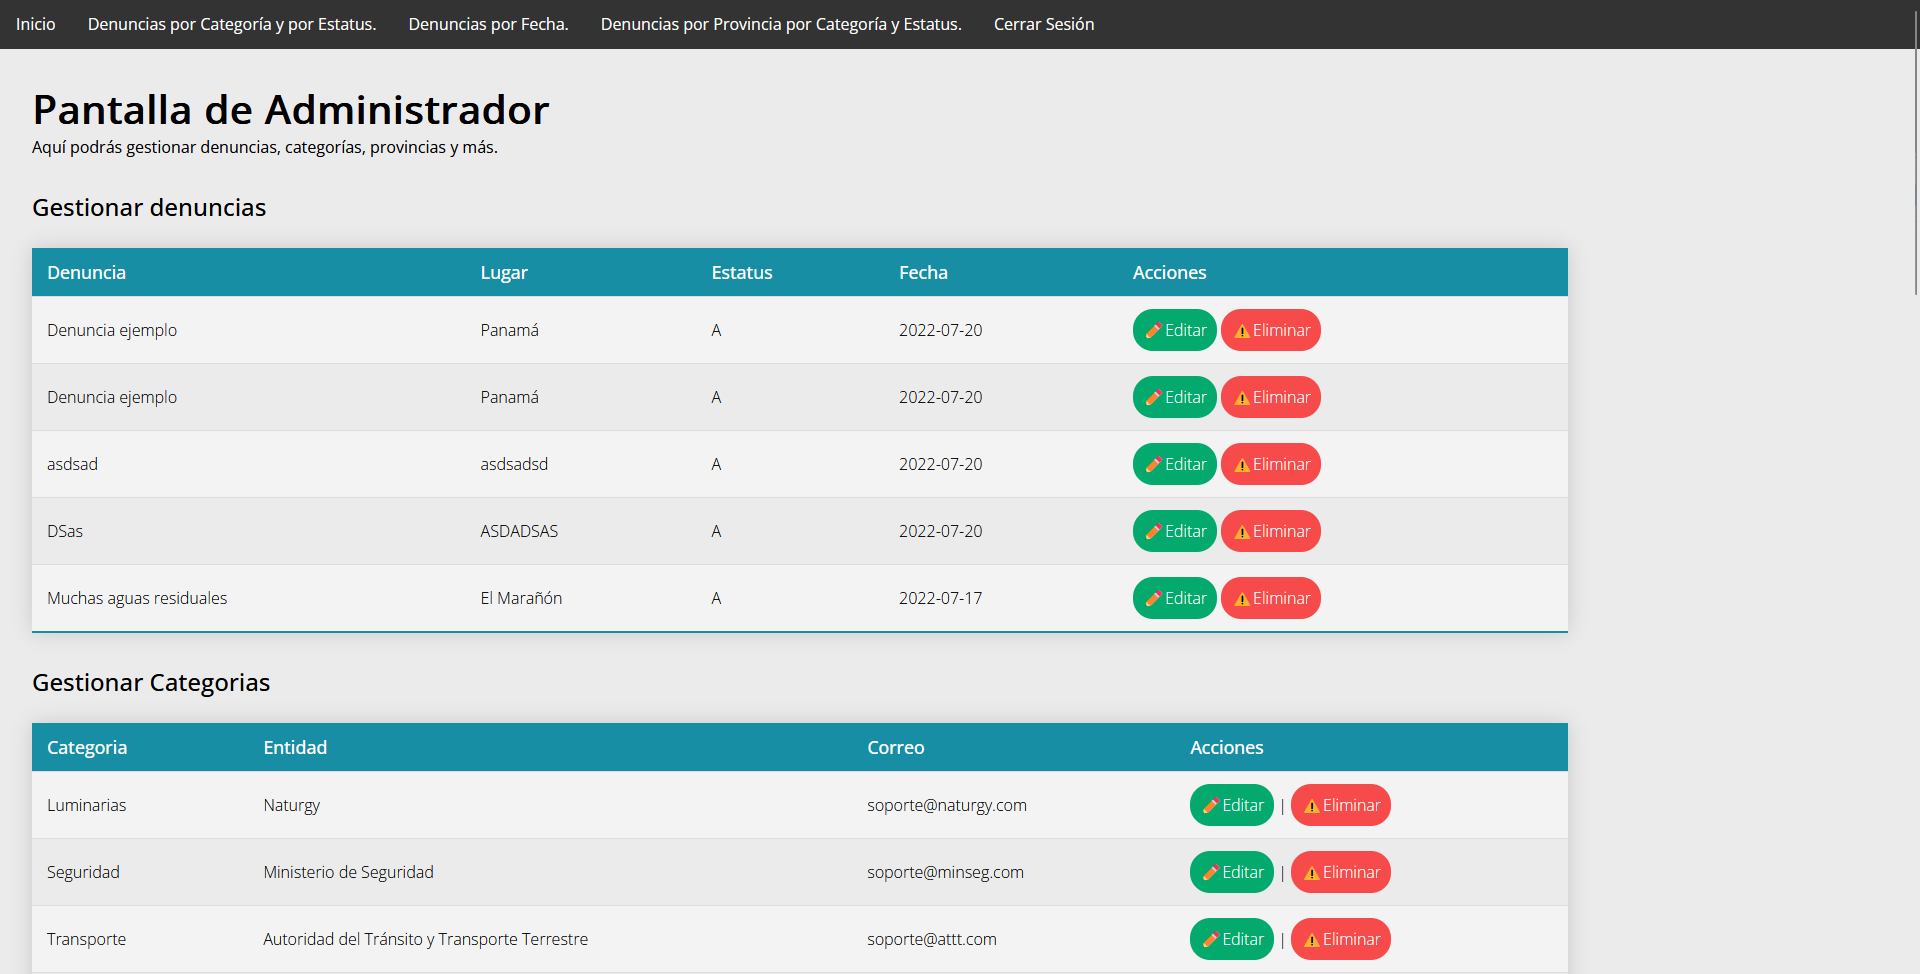 Inicio Denuncias por Categoría y por Estatus. Denuncias por Fecha. Denuncias por Provincia por Categoría y Estatus. Cerrar Sesión
Pantalla de Administrador
Aquí podrás gestionar denuncias, categorías, provincias y más.
Gestionar denuncias
Denuncia Lugar Estatus Fecha Acciones
Denuncia ejemplo Panamá A 2022-07-20 Editar Eliminar
Denuncia ejemplo Panamá A 2022-07-20 Editar Eliminar
asdsad asdsadsd A 2022-07-20 Editar Eliminar
DSas ASDADSAS A 2022-07-20 Editar Eliminar
Muchas aguas residuales El Marañón A 2022-07-17 Editar Eliminar
Gestionar Categorias
Categoria Entidad Correo Acciones
Luminarias Naturgy soporte@naturgy.com Editar | Eliminar
Seguridad Ministerio de Seguridad soporte@minseg.com Editar | Eliminar
Transporte Autoridad del Tránsito y Transporte Terrestre soporte@attt.com Editar | Eliminar